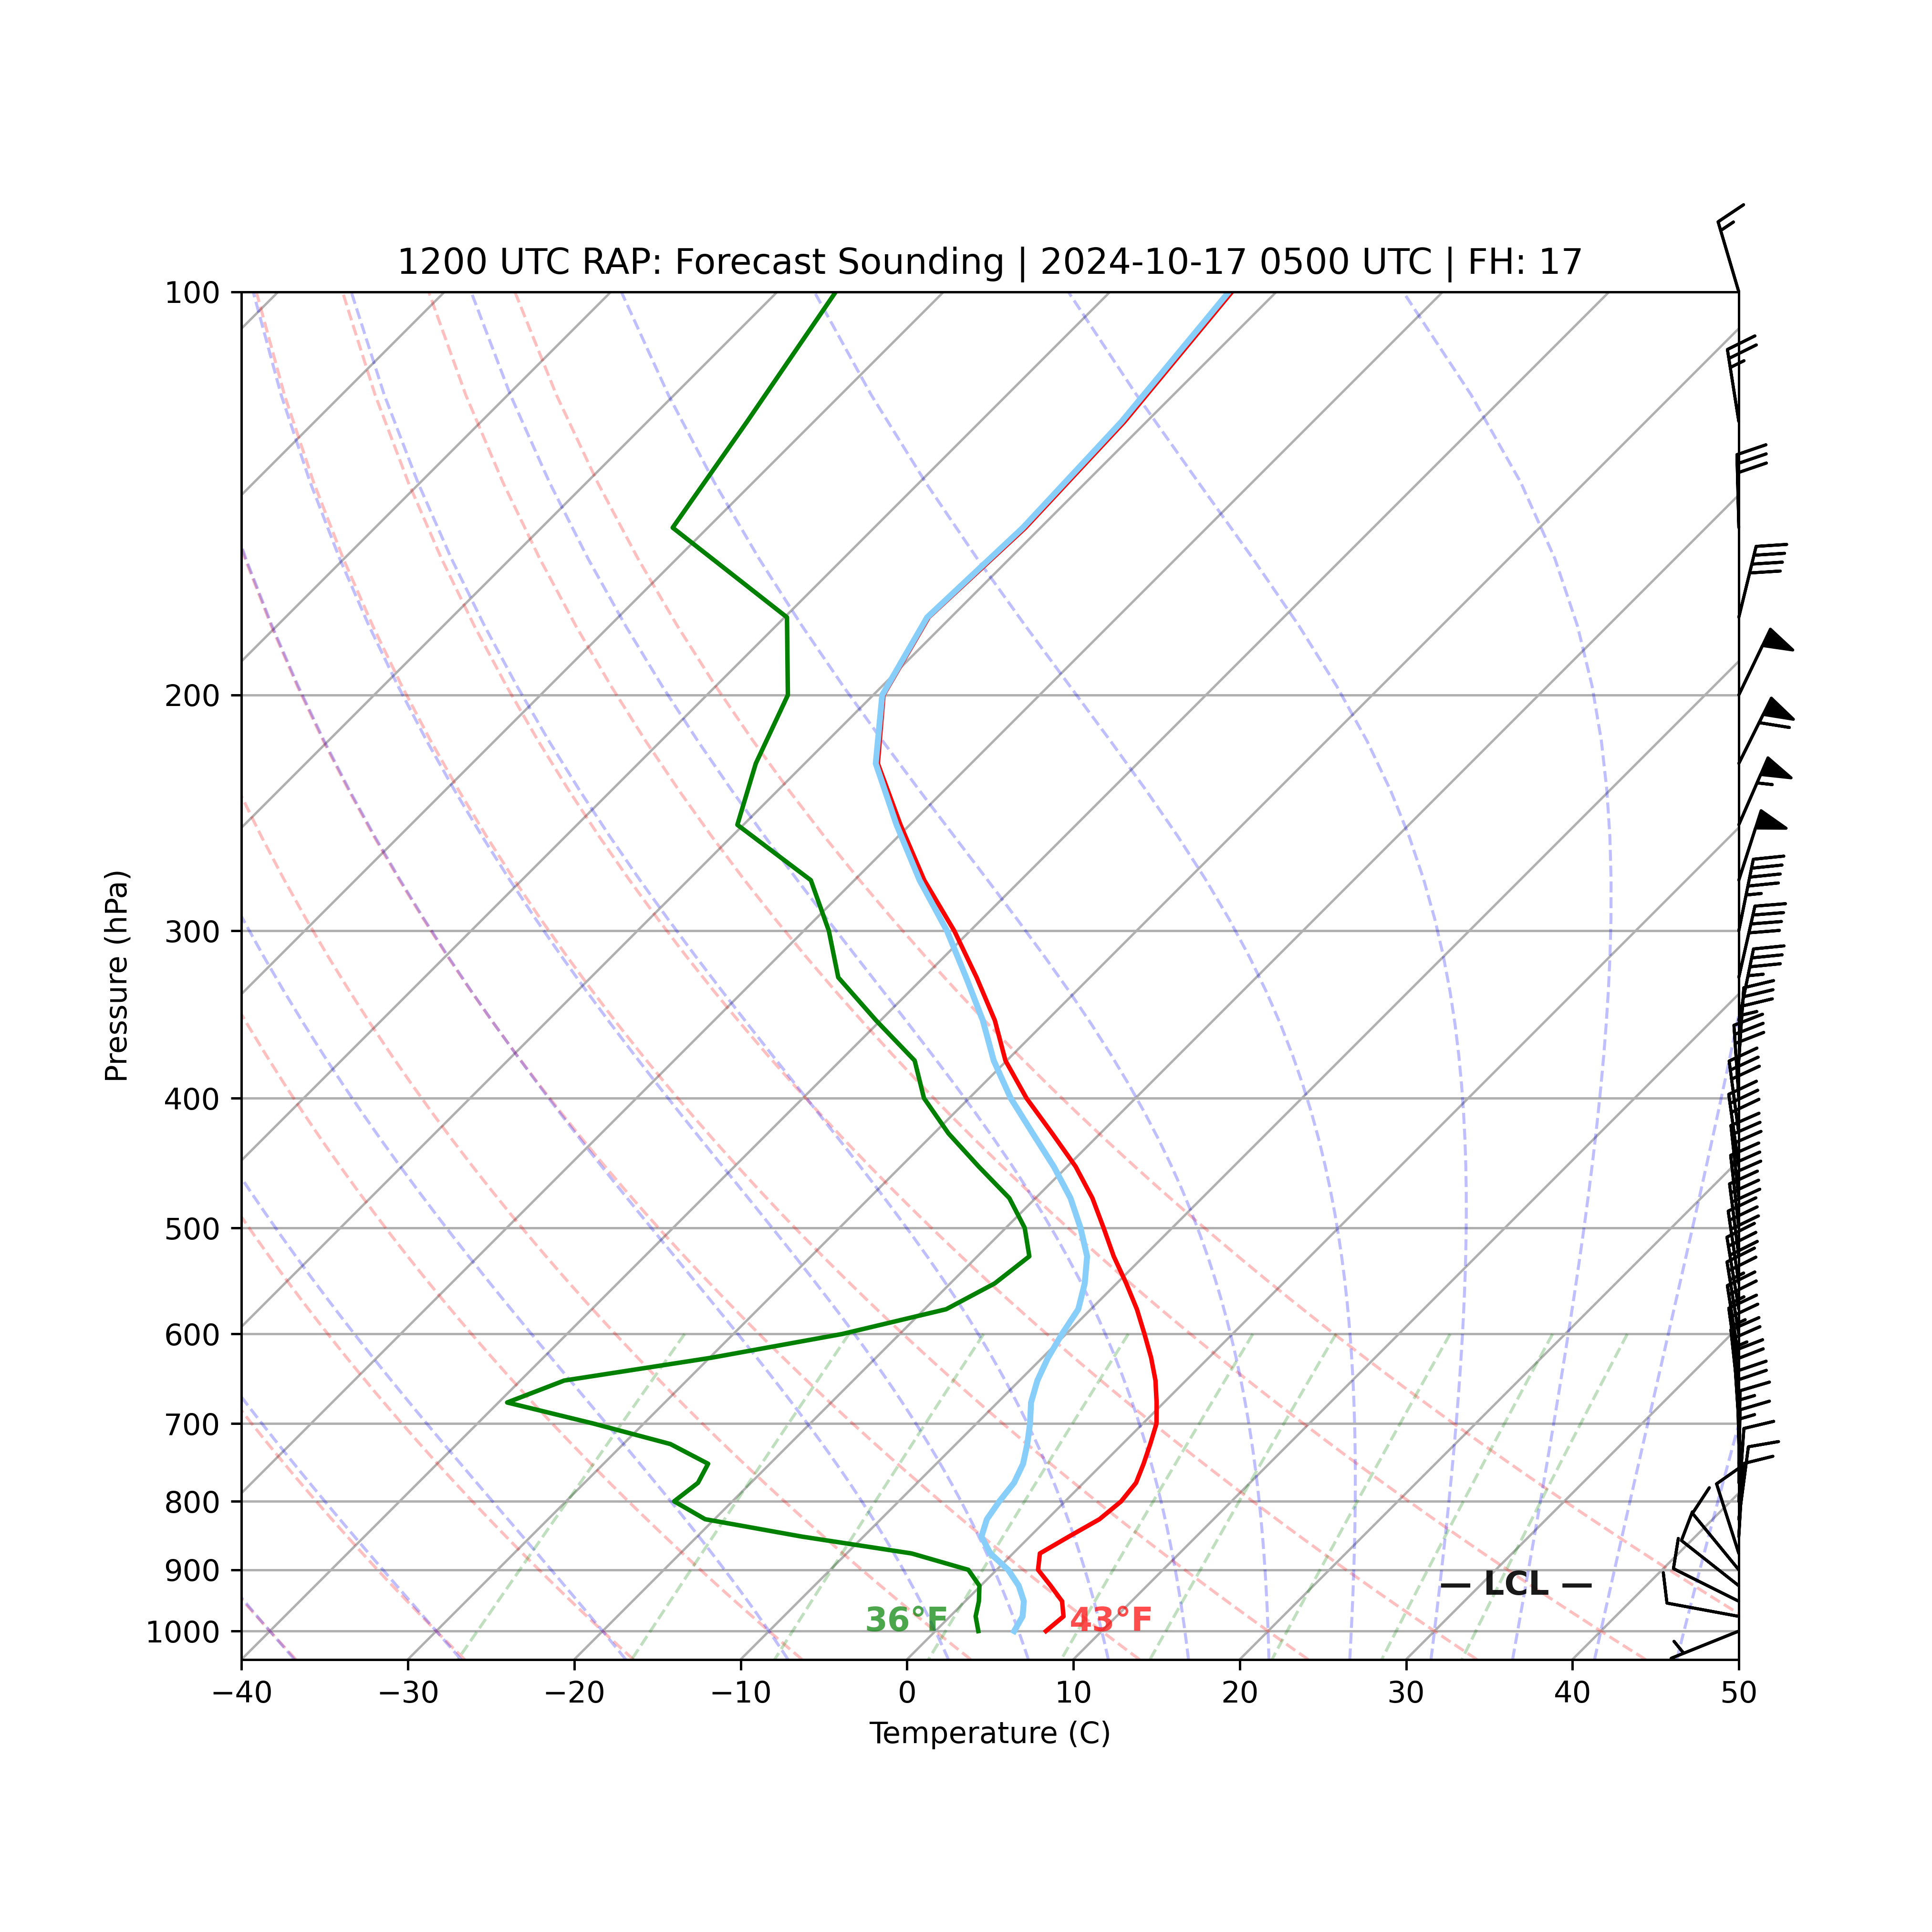 1200 UTC RAP: Forecast Sounding | 2024-10-17 0500 UTC | FH: 17
100
200
300
400
500
600
700
800
900
1000
Pressure (hPa)
— LCL —
36°F
43°F
−40 −30 −20 −10 0 10 20 30 40 50
Temperature (C)